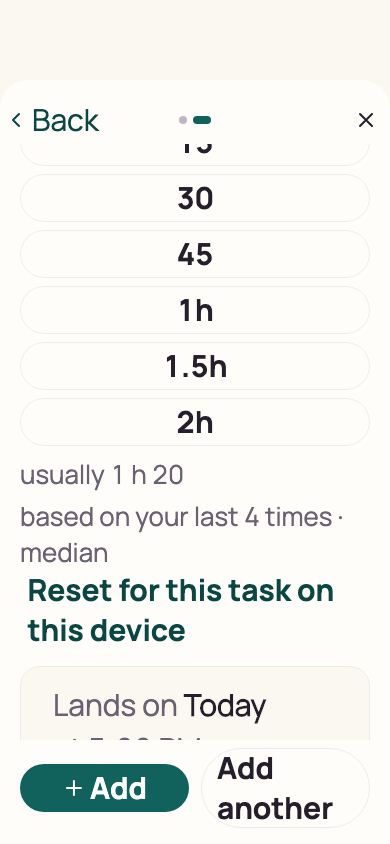 Back
30
45
1h
1.5h
2h
usually 1 h 20
based on your last 4 times ·
median
Reset for this task on
this device
Lands on Today
+ Add
Add
another